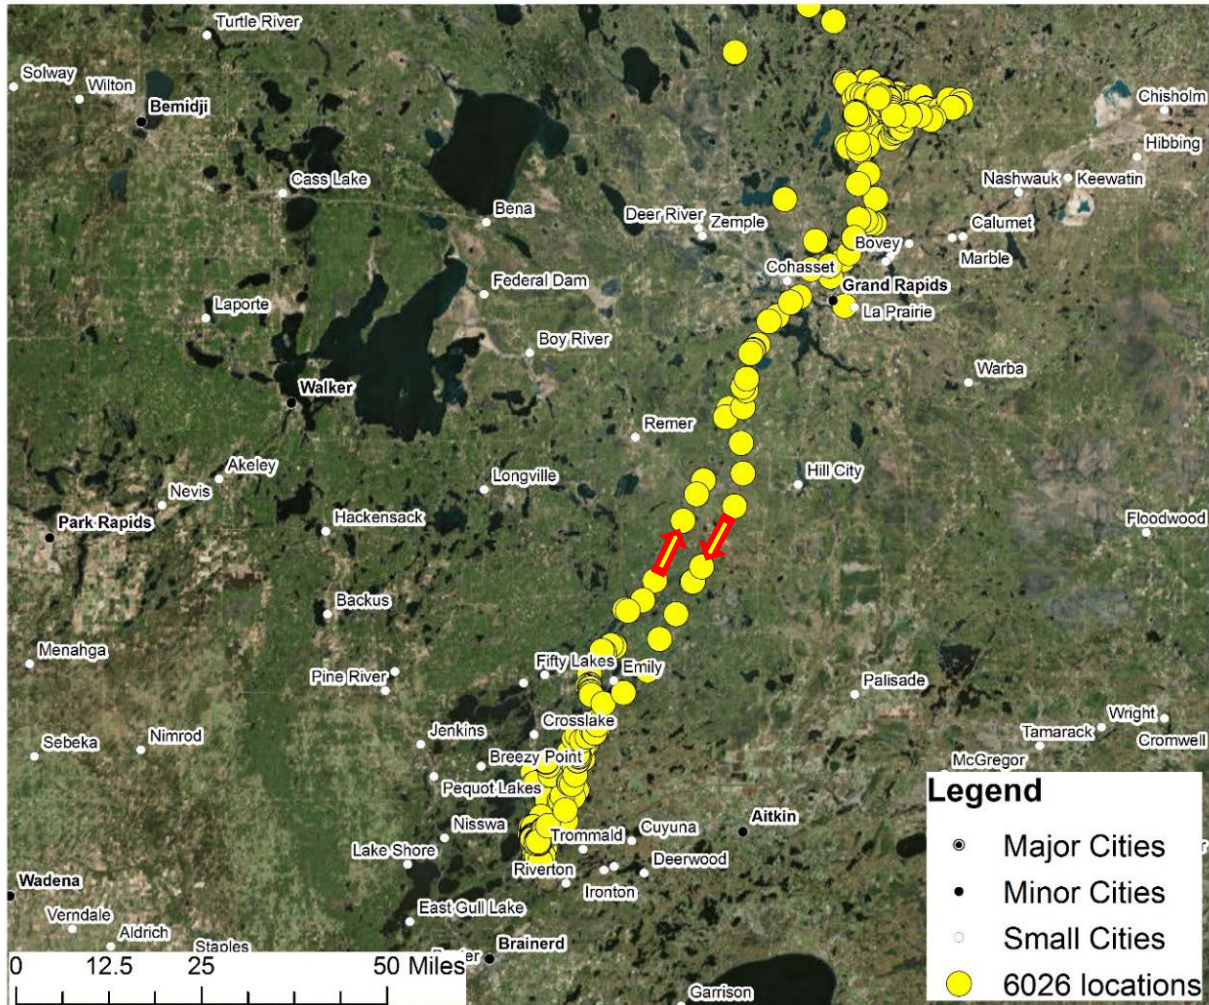 Turtle River
Solway
Wilton
Bemidji
Chisholm
Hibbing
Cass Lake
Nashwauk
Keewatin
Bena
Deer River
Zemple
Calumet
Bovey
Marble
Cohasset
Federal Dam
Grand Rapids
La Prairie
Laporte
Boy River
Warba
Walker
Remer
Akeley
Longville
Hill City
Nevis
Park Rapids
Hackensack
Floodwood
Backus
Menahga
Fifty Lakes
Emily
Pine River
Palisade
Crosslake
Wright
Tamarack
Cromwell
Jenkins
Nimrod
Sebeka
Breezy Point
McGregor
Pequot Lakes
Nisswa
Trommald
Cuyuna
Aitkin
Lake Shore
Deerwood
Riverton
Ironton
Wadena
East Gull Lake
Verndale
Aldrich
Staples
Brainerd
Garrison
0 12.5 25 50 Miles
Legend
Major Cities
Minor Cities
Small Cities
6026 locations